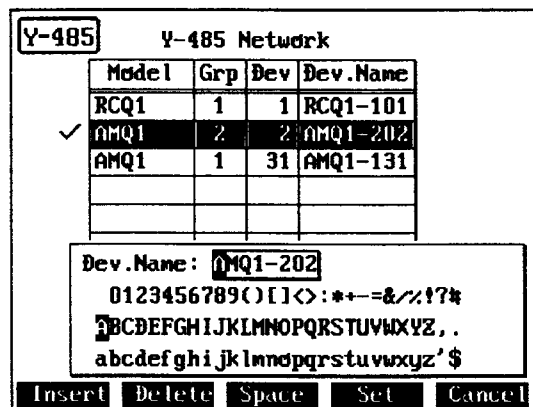 Y-485 Y-485 Network
Model Grp Dev Dev.Name
RCQ1 1 1 RCQ1-101
✓ AMQ1 2 2 AMQ1-202
AMQ1 1 31 AMQ1-131
Dev.Name: AMQ1-202
0123456789()[]<>:*+-=&/%!?#
ABCDEFGHIJKLMNOPQRSTUVWXYZ,.
abcdefghijklmnopqrstuvwxyz'$
Insert Delete Space Set Cancel